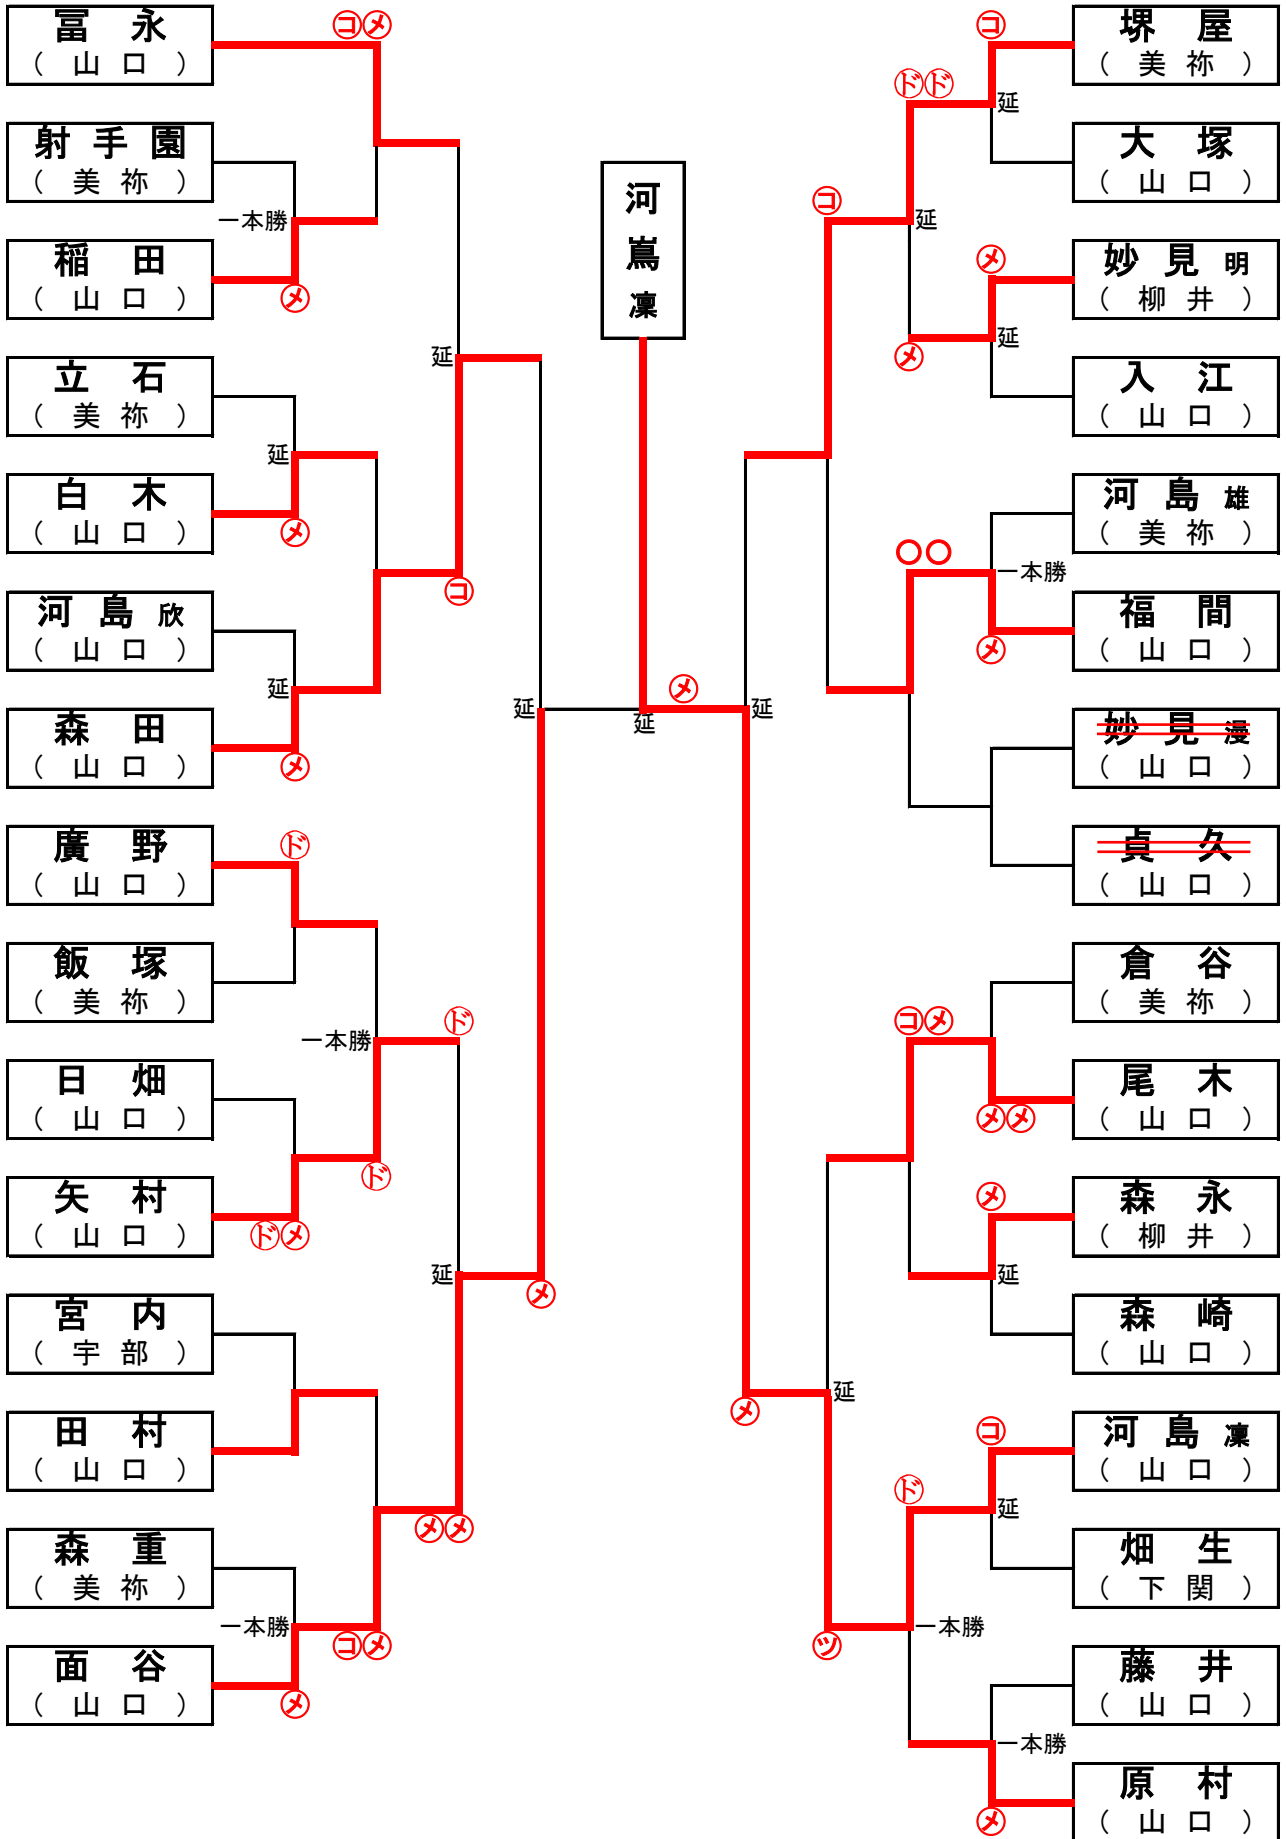 冨永
（山口）
コメ
射手園
（美祢）
一本勝
稲田
（山口）
メ
立石
（美祢）
延
延
白木
（山口）
メ
河島欣
（山口）
コ
延
森田
（山口）
メ
延
廣野
（山口）
ド
飯塚
（美祢）
ド
一本勝
日畑
（山口）
ド
矢村
（山口）
ドメ
延
メ
宮内
（宇部）
田村
（山口）
メメ
森重
（美祢）
一本勝
コメ
面谷
（山口）
メ
河
嶌
凜
メ
延
堺屋
（美祢）
コ
ドド
延
大塚
（山口）
コ
延
妙見明
（柳井）
メ
延
メ
入江
（山口）
河島雄
（美祢）
〇〇
一本勝
福間
（山口）
メ
妙見漫
（山口）
延
貞久
（山口）
倉谷
（美祢）
コメ
尾木
（山口）
メメ
森永
（柳井）
メ
延
森崎
（山口）
延
メ
河島凜
（山口）
コ
ド
延
畑生
（下関）
一本勝
ツ
藤井
（山口）
一本勝
原村
（山口）
メ